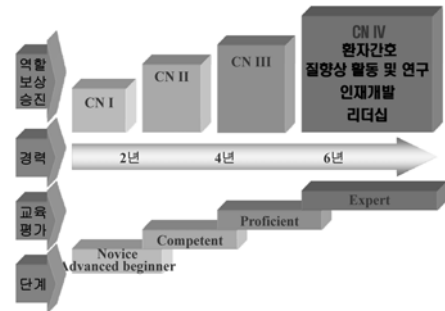 역할
보상
승진
CN I
CN II
CN III
CN IV
환자간호
질향상 활동 및 연구
인재개발
리더십
경력
2년
4년
6년
교육
평가
단계
Novice
Advanced beginner
Competent
Proficient
Expert